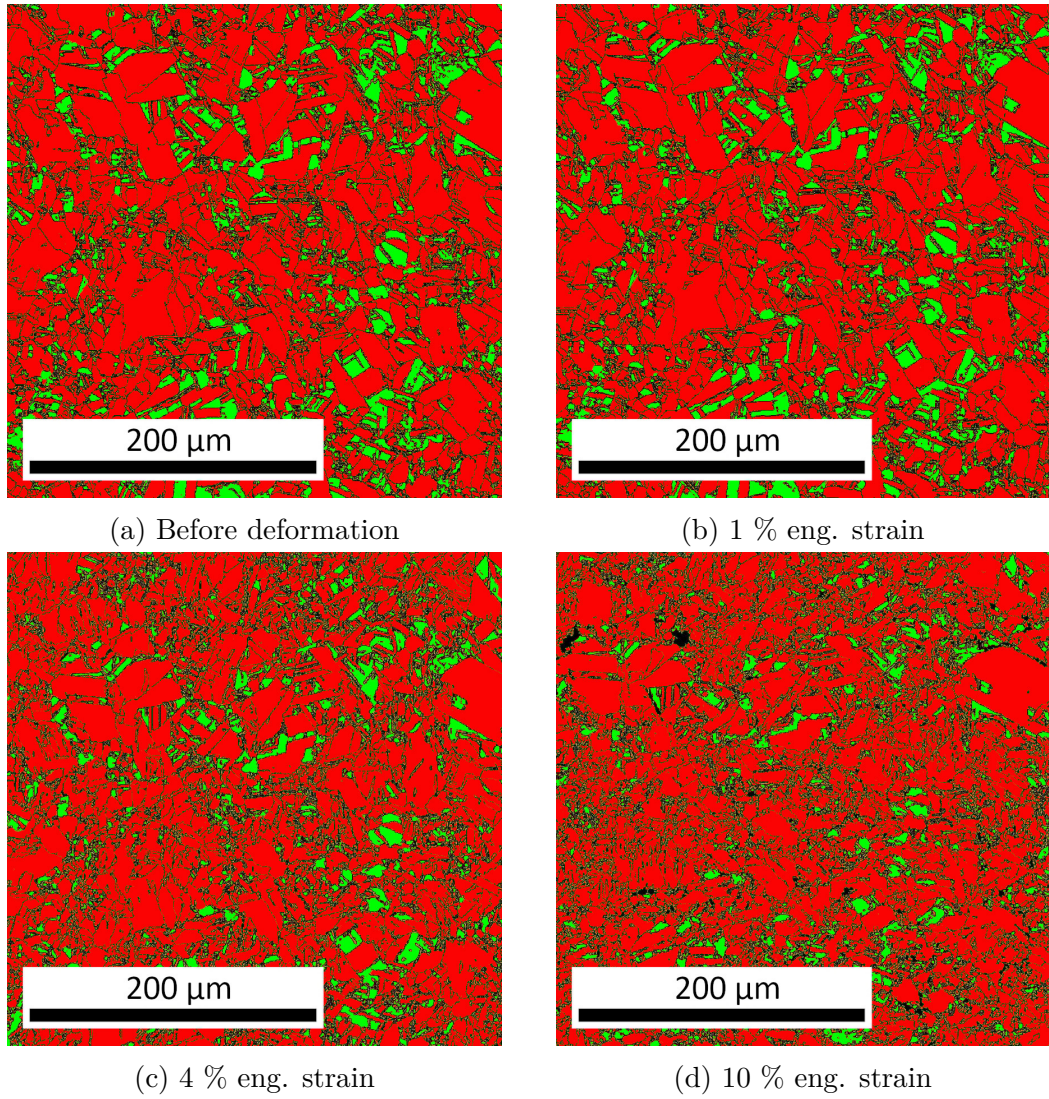 200 µm
200 µm
(a) Before deformation
(b) 1 % eng. strain
200 µm
200 µm
(c) 4 % eng. strain
(d) 10 % eng. strain